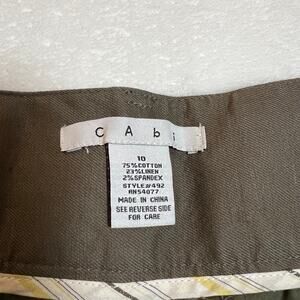 CAbi
10
75%COTTON
23%LINEN
2%SPANDEX
STYLE#492
RN54077
MADE IN CHINA
SEE REVERSE SIDE
FOR CARE